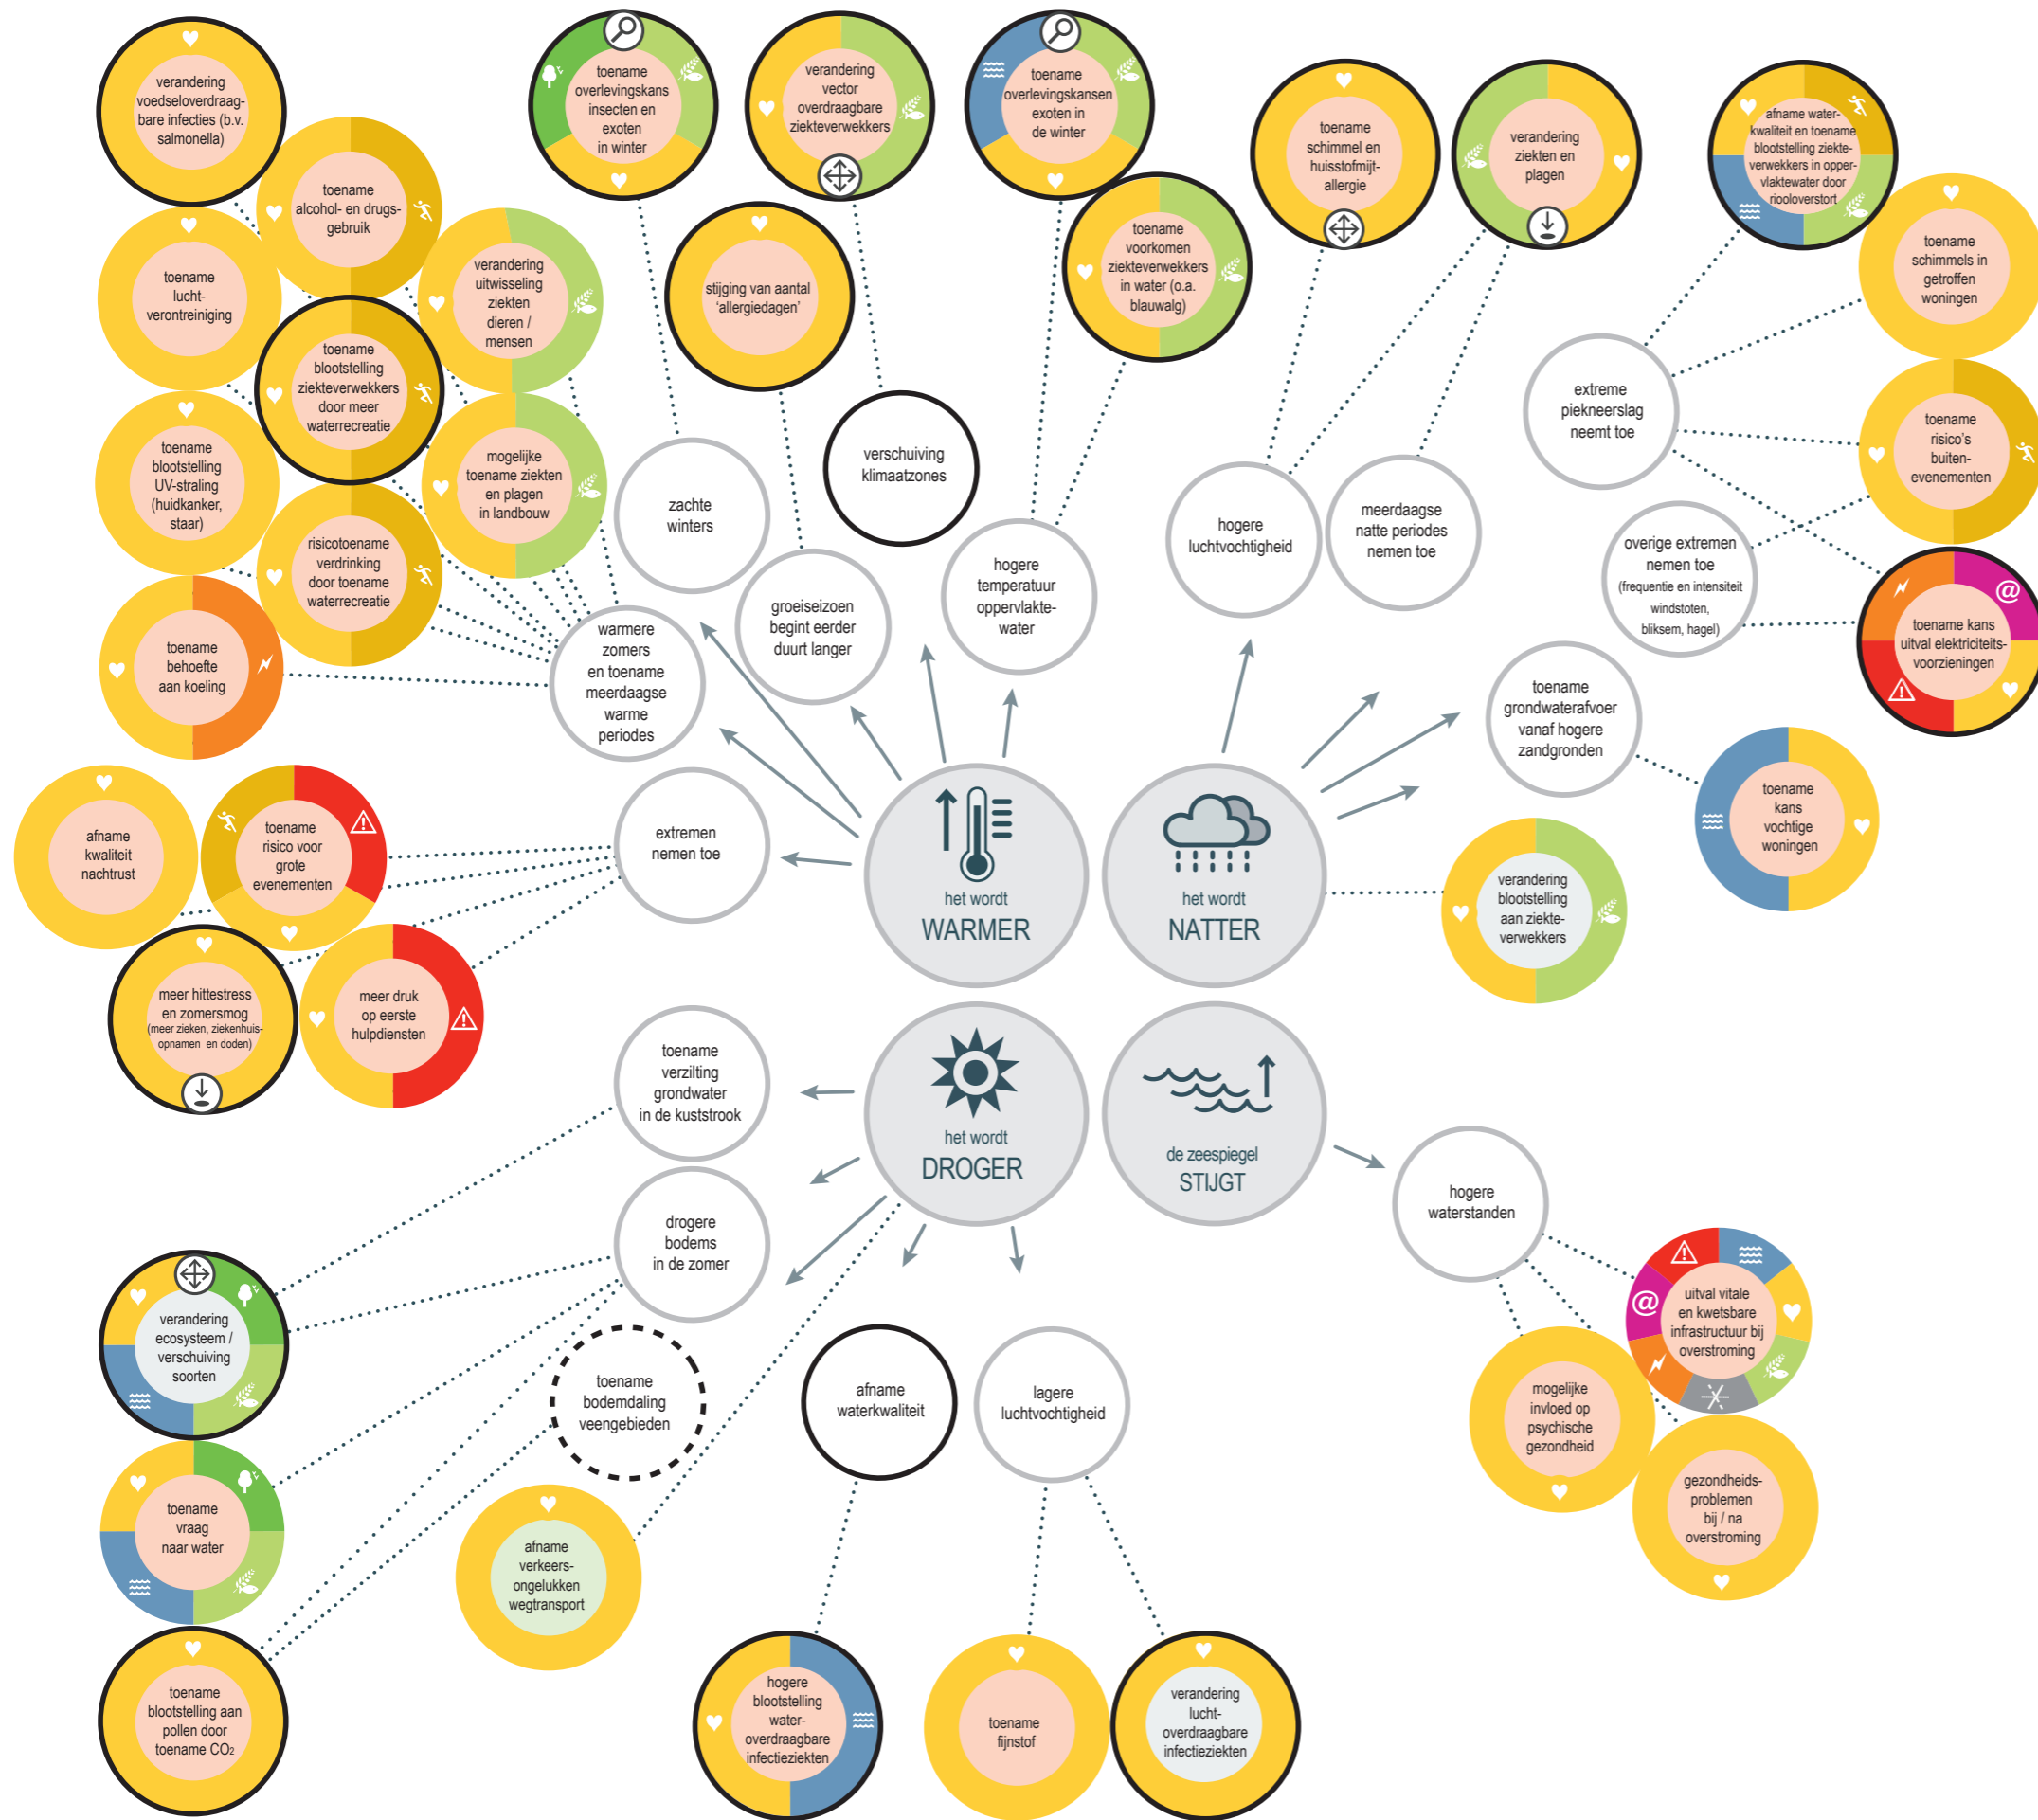 verandering
voedseloverdraag-
bare infecties (b.v.
salmonella)
toename
alcohol- en drugs-
gebruik
toename
lucht-
verontreiniging
verandering
uitwisseling
ziekten
dieren /
mensen
toename
blootstelling
ziekteverwekkers
door meer
waterrecreatie
toename
blootstelling
UV-straling
(huidkanker,
staar)
mogelijke
toename ziekten
en plagen
in landbouw
risicotoename
verdrinking
door toename
waterrecreatie
toename
behoefte
aan koeling
toename
overlevingskans
insecten en
exoten
in winter
verandering
vector
overdraagbare
ziekteverwekkers
toename
overlevingskansen
exoten in
de winter
stijging van aantal
'allergiedagen'
toename
voorkomen
ziekteverwekkers
in water (o.a.
blauwalg)
toename
schimmel en
huisstofmijt-
allergie
verandering
ziekten en
plagen
afname water-
kwaliteit en toename
blootstelling ziekte-
verwekkers in opper-
vlaktewater door
riooloverstort
toename
schimmels in
getroffen
woningen
toename
risico's
buiten-
evenementen
toename kans
uitval elektriciteits-
voorzieningen
@
zachte
winters
verschuiving
klimaatzones
groeiseizoen
begint eerder
duurt langer
hogere
temperatuur
oppervlakte-
water
warmere
zomers
en toename
meerdaagse
warme
periodes
extremen
nemen toe
hogere
luchtvochtigheid
meerdaagse
natte periodes
nemen toe
extreme
piekneerslag
neemt toe
overige extremen
nemen toe
(frequentie en intensiteit
windstoten,
bliksem, hagel)
toename
grondwaterafvoer
vanaf hogere
zandgronden
toename
kans
vochtige
woningen
verandering
blootstelling
aan ziekte-
verwekkers
afname
kwaliteit
nachtrust
toename
risico voor
grote
evenementen
meer hittestress
en zomersmog
(meer zieken, ziekenhuis-
opnamen en doden)
meer druk
op eerste
hulpdiensten
het wordt
WARMER
het wordt
NATTER
het wordt
DROGER
de zeespiegel
STIJGT
toename
verzilting
grondwater
in de kuststrook
drogere
bodems
in de zomer
toename
bodemdaling
veengebieden
afname
waterkwaliteit
lagere
luchtvochtigheid
hogere
waterstanden
verandering
ecosysteem /
verschuiving
soorten
toename
vraag
naar water
toename
blootstelling aan
pollen door
toename CO2
afname
verkeers-
ongelukken
wegtransport
hogere
blootstelling
water-
overdraagbare
infectieziekten
toename
fijnstof
verandering
lucht-
overdraagbare
infectieziekten
uitval vitale
en kwetsbare
infrastructuur bij
overstroming
@
mogelijke
invloed op
psychische
gezondheid
gezondheids-
problemen
bij / na
overstroming